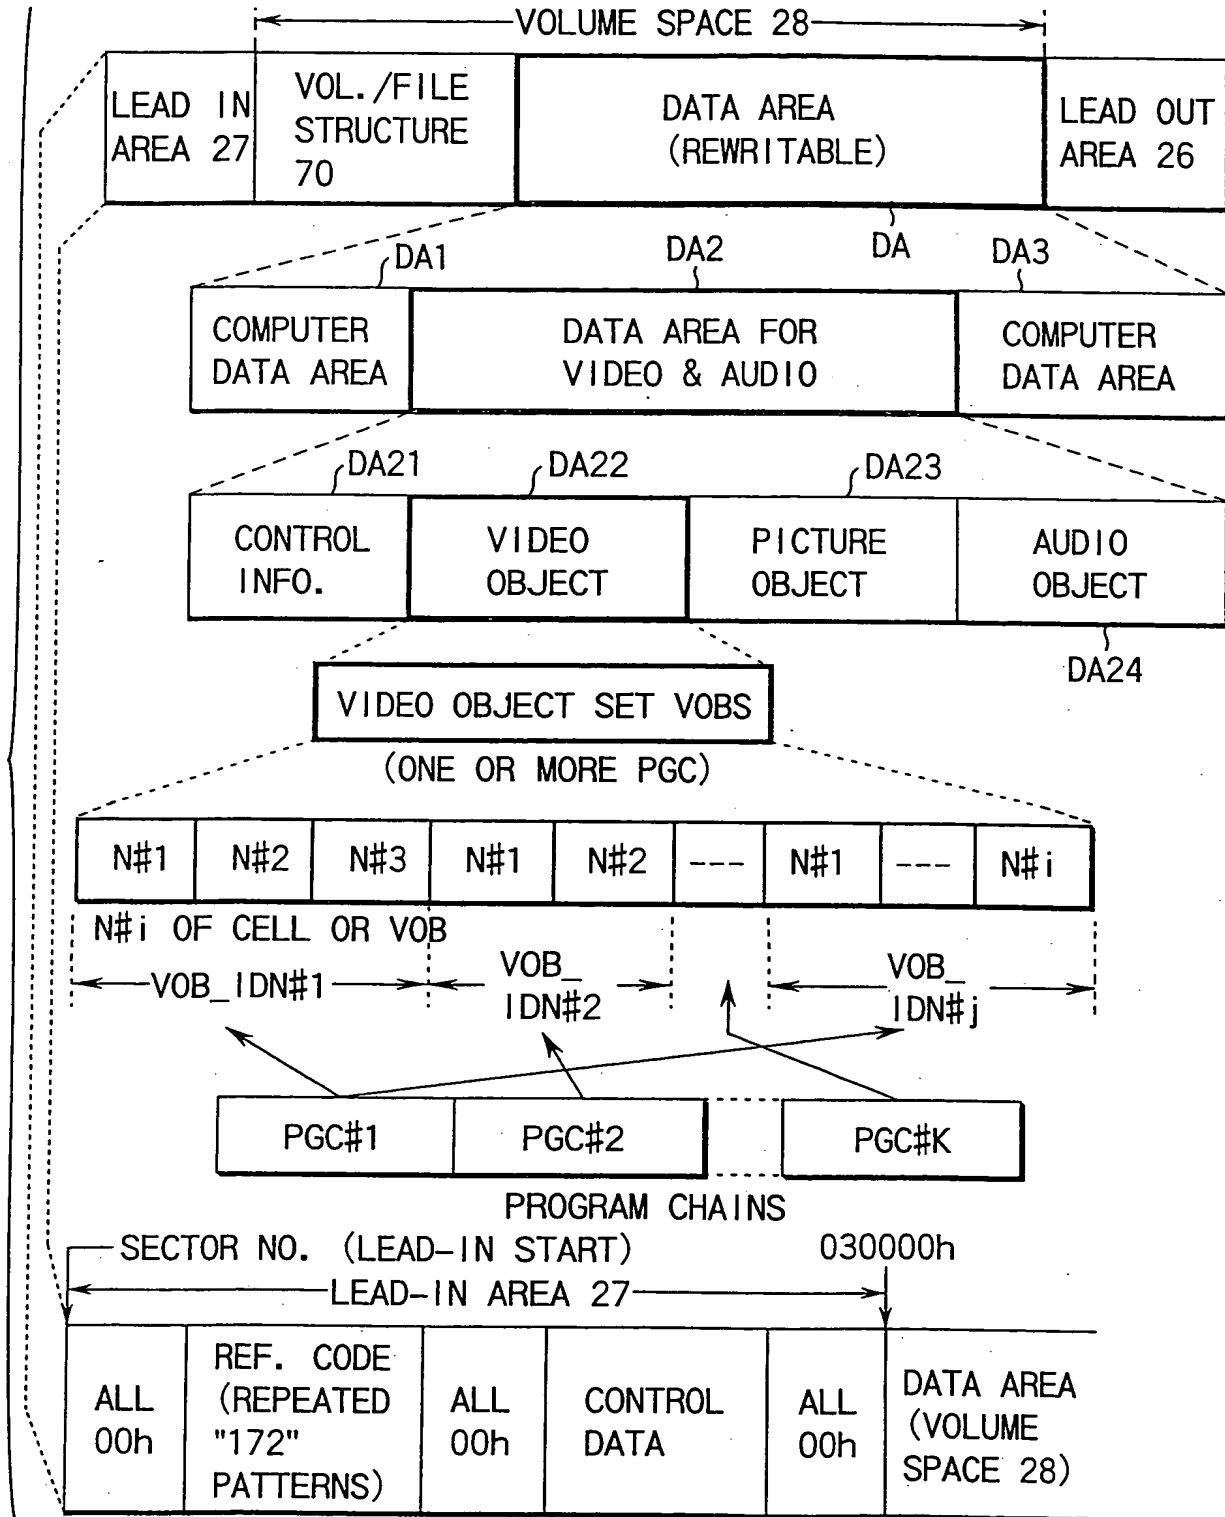 VOLUME SPACE 28
LEAD IN
AREA 27
VOL./FILE
STRUCTURE
70
DATA AREA
(REWRITABLE)
LEAD OUT
AREA 26
DA
DA1
DA2
DA3
COMPUTER
DATA AREA
DATA AREA FOR
VIDEO & AUDIO
COMPUTER
DATA AREA
DA21
DA22
DA23
CONTROL
INFO.
VIDEO
OBJECT
PICTURE
OBJECT
AUDIO
OBJECT
DA24
VIDEO OBJECT SET VOBS
(ONE OR MORE PGC)
N#1 N#2 N#3 N#1 N#2 --- N#1 --- N#i
N#i OF CELL OR VOB
VOB_IDN#1
VOB_
IDN#2
VOB_
IDN#j
PGC#1 PGC#2 PGC#K
PROGRAM CHAINS
SECTOR NO. (LEAD-IN START)
030000h
LEAD-IN AREA 27
ALL
00h
REF. CODE
(REPEATED
"172"
PATTERNS)
ALL
00h
CONTROL
DATA
ALL
00h
DATA AREA
(VOLUME
SPACE 28)